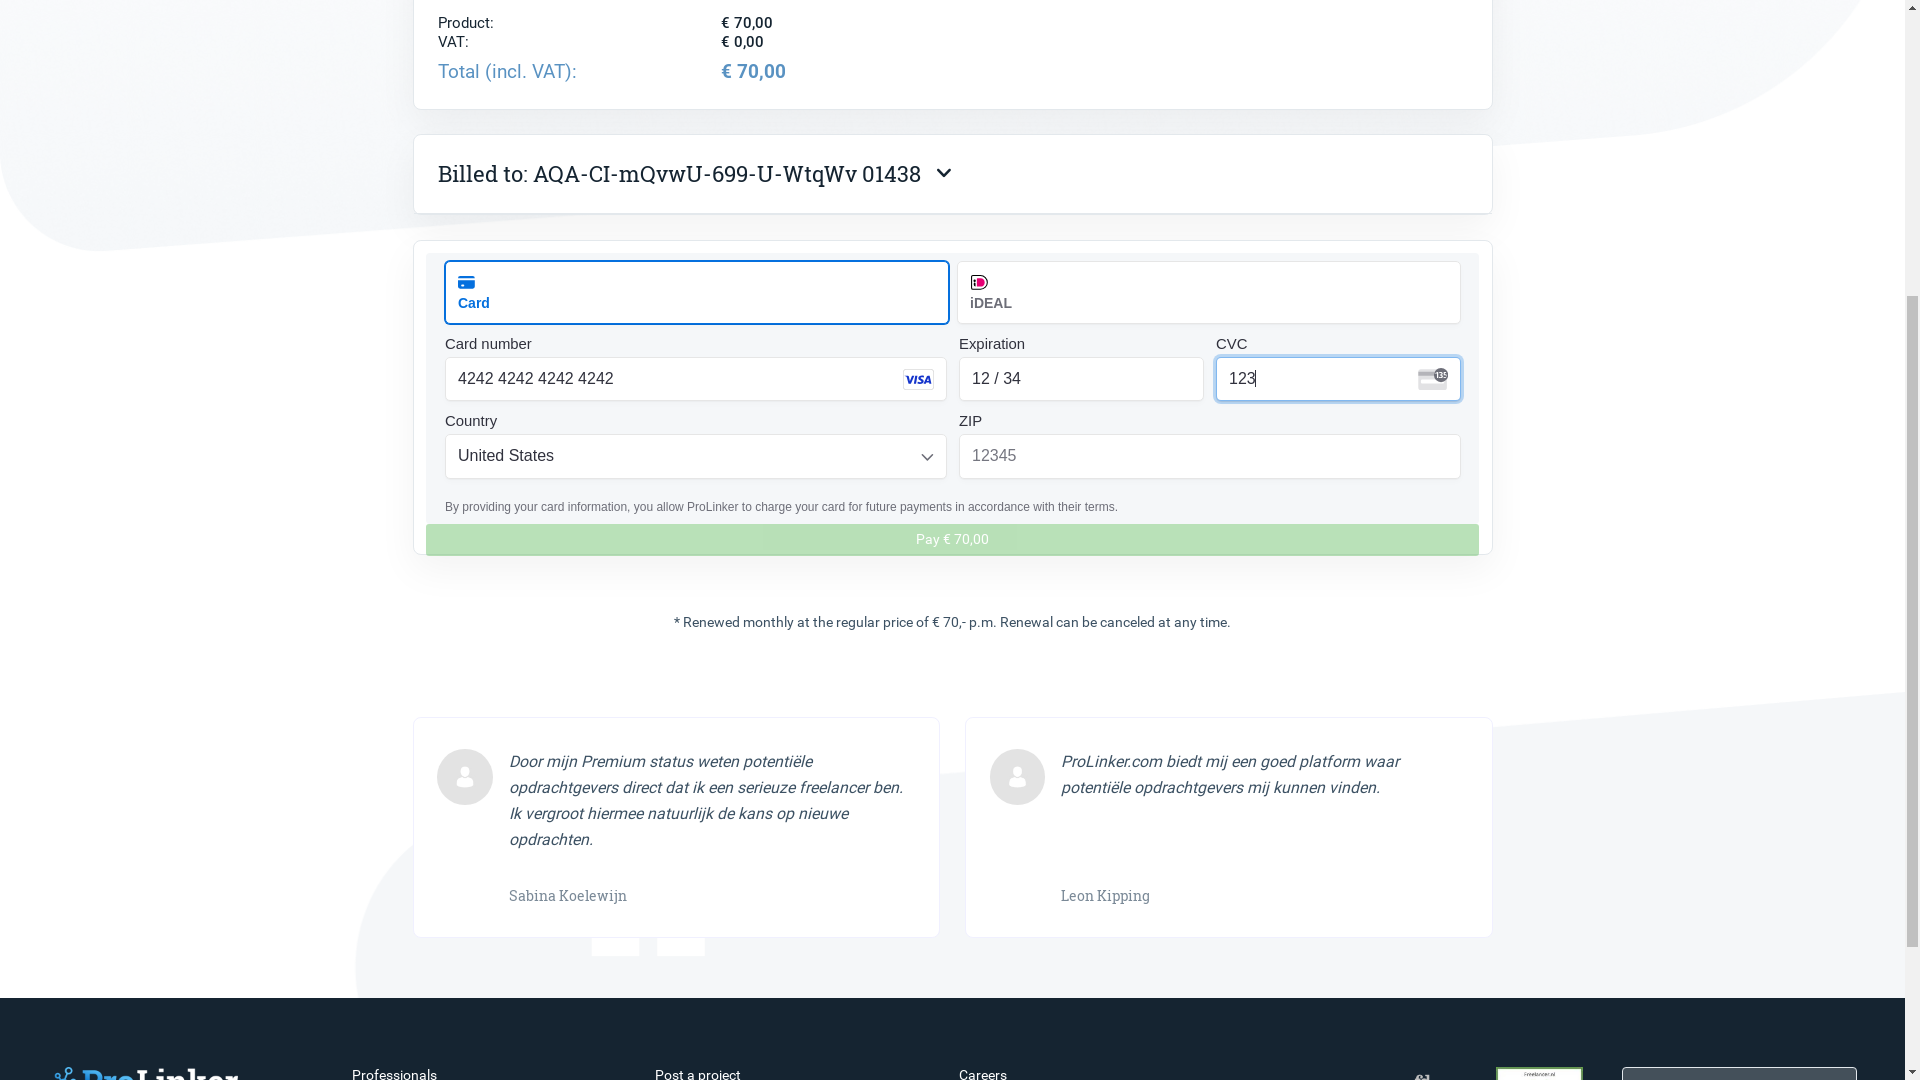 Product: € 70,00
VAT: € 0,00
Total (incl. VAT): € 70,00
Billed to: AQA-CI-mQvwU-699-U-WtqWv 01438
Card
iDEAL
Card number Expiration CVC
4242 4242 4242 4242 VISA 12 / 34 123
Country ZIP
United States 12345
By providing your card information, you allow ProLinker to charge your card for future payments in accordance with their terms.
Pay € 70,00
* Renewed monthly at the regular price of € 70,- p.m. Renewal can be canceled at any time.
Door mijn Premium status weten potentiële
opdrachtgevers direct dat ik een serieuze freelancer ben.
Ik vergroot hiermee natuurlijk de kans op nieuwe
opdrachten.
Sabina Koelewijn
ProLinker.com biedt mij een goed platform waar
potentiële opdrachtgevers mij kunnen vinden.
Leon Kipping
ProLinker Professionals Post a project Careers
Freelancer.nl